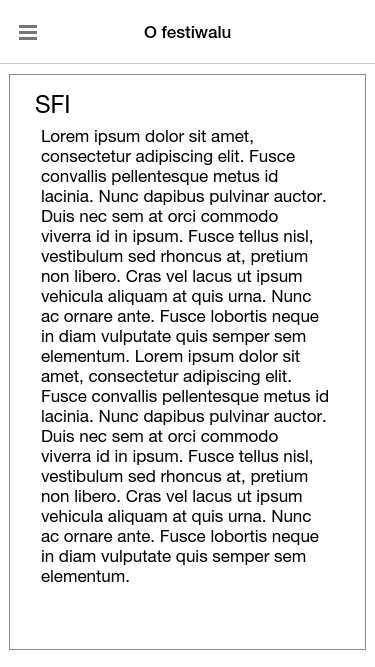 O festiwalu
SFI
Lorem ipsum dolor sit amet,
consectetur adipiscing elit. Fusce
convallis pellentesque metus id
lacinia. Nunc dapibus pulvinar auctor.
Duis nec sem at orci commodo
viverra id in ipsum. Fusce tellus nisl,
vestibulum sed rhoncus at, pretium
non libero. Cras vel lacus ut ipsum
vehicula aliquam at quis urna. Nunc
ac ornare ante. Fusce lobortis neque
in diam vulputate quis semper sem
elementum. Lorem ipsum dolor sit
amet, consectetur adipiscing elit.
Fusce convallis pellentesque metus id
lacinia. Nunc dapibus pulvinar auctor.
Duis nec sem at orci commodo
viverra id in ipsum. Fusce tellus nisl,
vestibulum sed rhoncus at, pretium
non libero. Cras vel lacus ut ipsum
vehicula aliquam at quis urna. Nunc
ac ornare ante. Fusce lobortis neque
in diam vulputate quis semper sem
elementum.